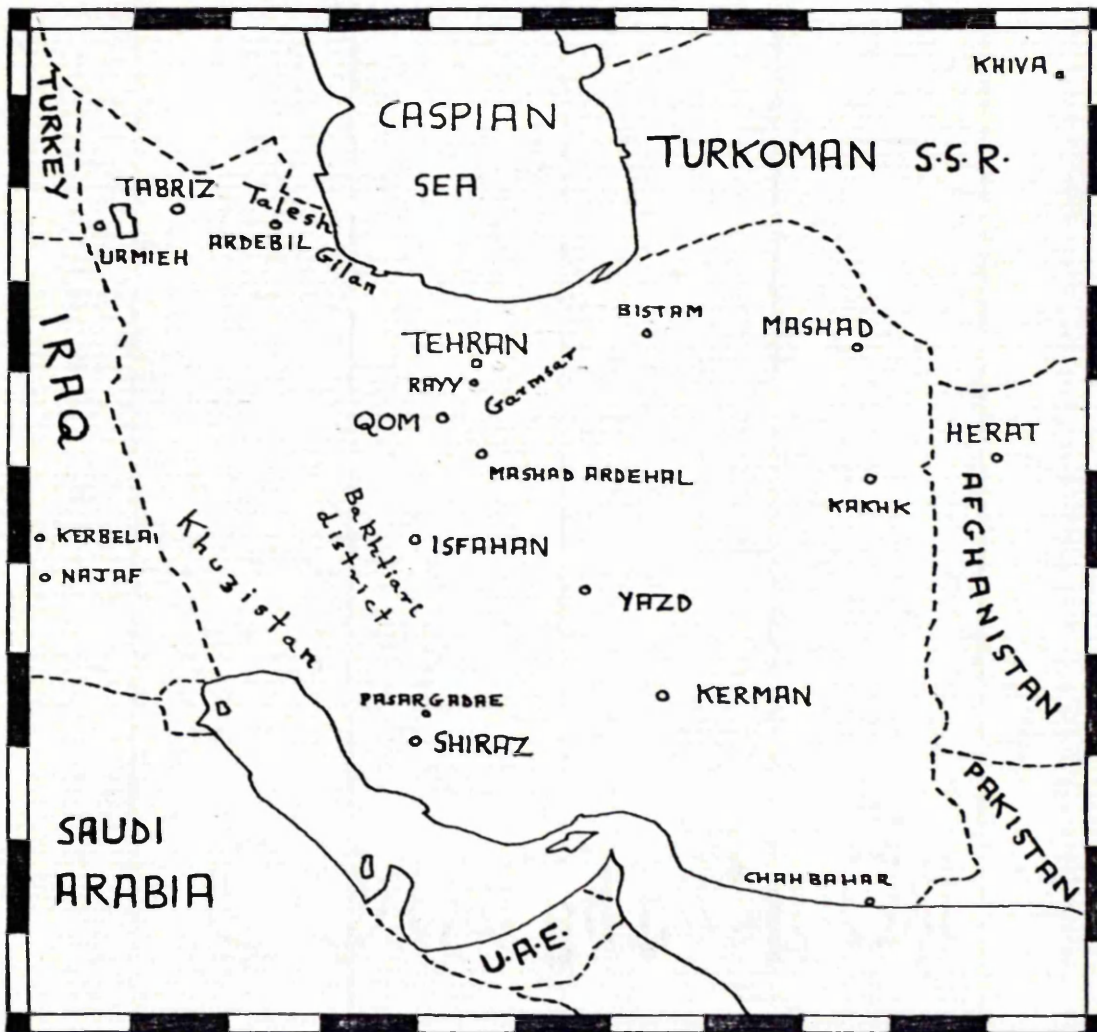 KHIVA
CASPIAN
SEA
TURKOMAN S.S.R.
TURKEY
TABRIZ
Talesh
ARDEBIL
URMIEH
Gilan
BISTAM
MASHAD
IRAQ
TEHRAN
RAYY
Garmsar
QOM
HERAT
MASHAD ARDEHAL
KAKHK
AFGHANISTAN
Bakhtiari
district
KERBELAI
ISFAHAN
Khuzistan
NAJAF
YAZD
PASARGADAE
KERMAN
SHIRAZ
PAKISTAN
SAUDI
ARABIA
CHAHBAHAR
U.A.E.